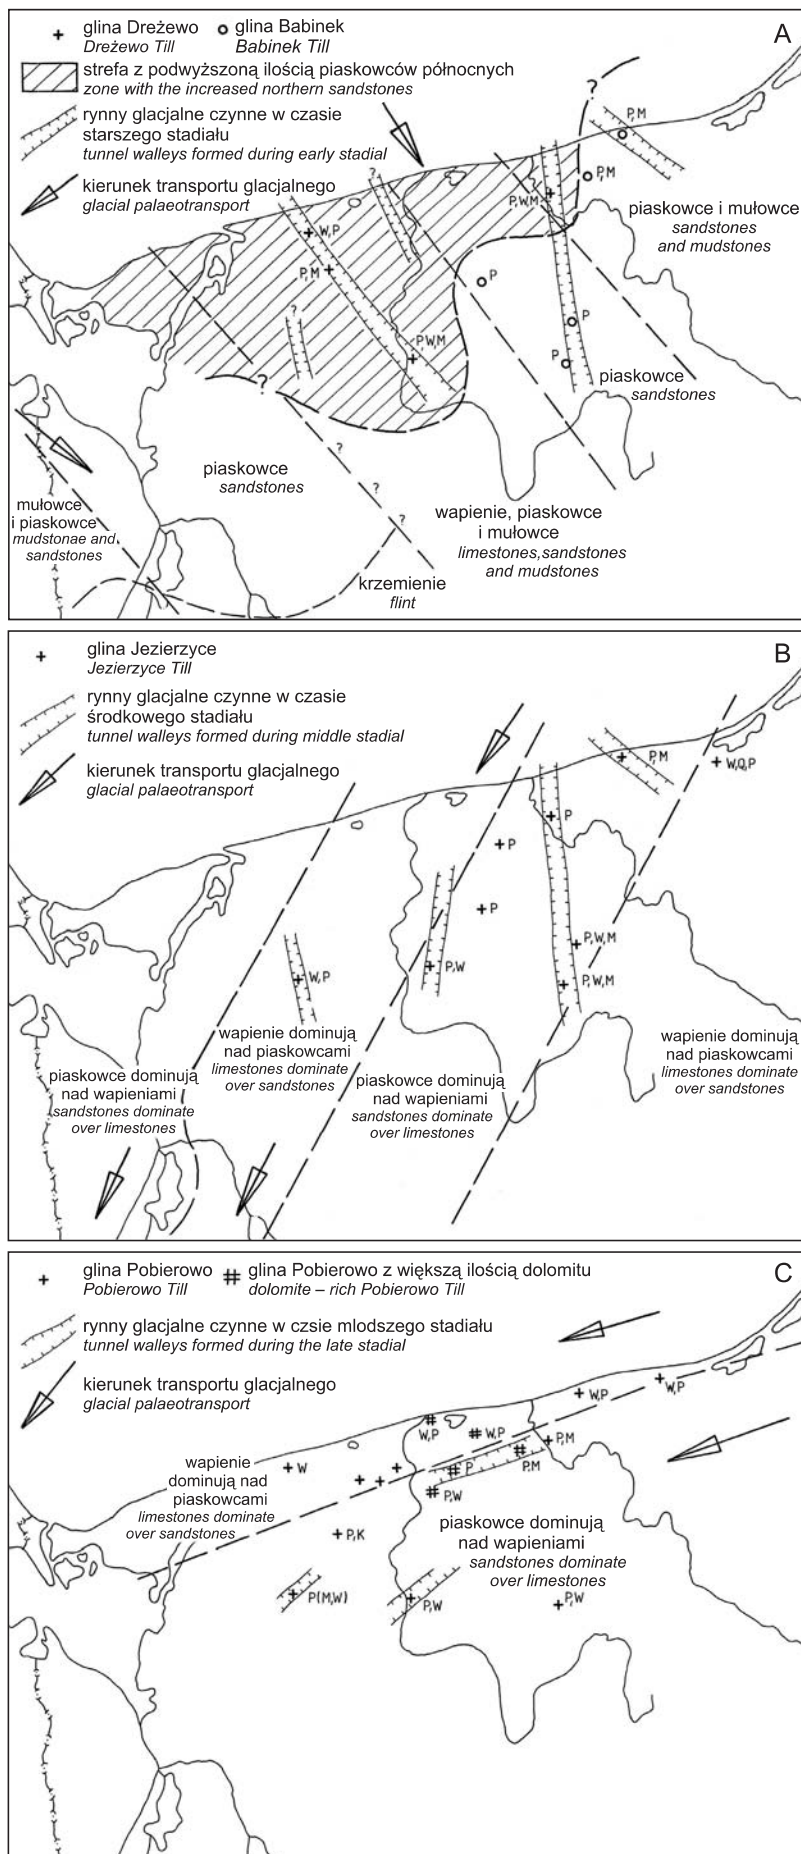 A
glina Dreżewo
Dreżewo Till
glina Babinek
Babinek Till
strefa z podwyższoną ilością piaskowców północnych
zone with the increased northern sandstones
rynny glacjalne czynne w czasie
starszego stadiału
tunnel walleys formed during early stadial
kierunek transportu glacjalnego
glacial palaeotransport
?
P,M
P,M
?
P,W,M
W,P
P,M
piaskowce i mułowce
sandstones
and mudstones
P
?
P
P,W,M
P
piaskowce
sandstones
?
?
piaskowce
sandstones
?
?
?
mułowce
i piaskowce
mudstonae and
sandstones
wapienie, piaskowce
i mułowce
limestones,sandstones
and mudstones
krzemienie
flint
B
glina Jezierzyce
Jezierzyce Till
rynny glacjalne czynne w czasie
środkowego stadiału
tunnel walleys formed during middle stadial
kierunek transportu glacjalnego
glacial palaeotransport
P,M
W,Q,P
P
P
P
P,W,M
P,W
W,P
P,W,M
wapienie dominują
nad piaskowcami
limestones dominate
over sandstones
wapienie dominują
nad piaskowcami
limestones dominate
over sandstones
piaskowce dominują
nad wapieniami
sandstones dominate
over limestones
piaskowce dominują
nad wapieniami
sandstones dominate
over limestones
C
glina Pobierowo
Pobierowo Till
glina Pobierowo z większą ilością dolomitu
dolomite – rich Pobierowo Till
rynny glacjalne czynne w czsie mlodszego stadiału
tunnel walleys formed during the late stadial
kierunek transportu glacjalnego
glacial palaeotransport
W,P
W,P
W,P
W,P
P,M
P,M
P
P,W
W
wapienie
dominują nad
piaskowcami
limestones dominate
over sandstones
P,K
piaskowce dominują
nad wapieniami
sandstones dominate
over limestones
P(M,W)
P,W
P,W